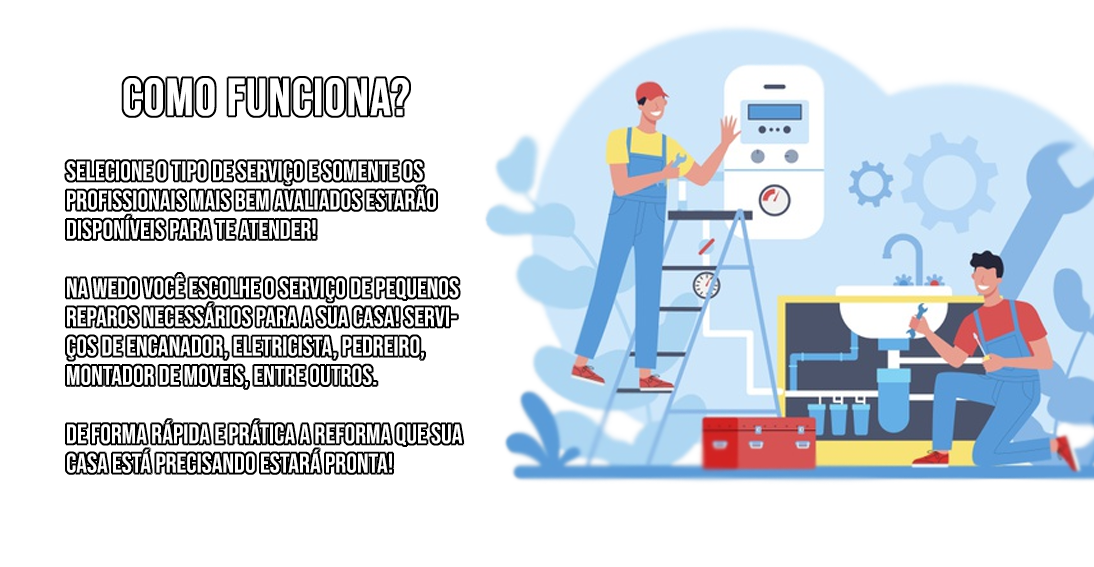 COMO FUNCIONA?
SELECIONE O TIPO DE SERVIÇO E SOMENTE OS
PROFISSIONAIS MAIS BEM AVALIADOS ESTARÃO
DISPONÍVEIS PARA TE ATENDER!
NA WEDO VOCÊ ESCOLHE O SERVIÇO DE PEQUENOS
REPAROS NECESSÁRIOS PARA A SUA CASA! SERVI-
ÇOS DE ENCANADOR, ELETRICISTA, PEDREIRO,
MONTADOR DE MOVEIS, ENTRE OUTROS.
DE FORMA RÁPIDA E PRÁTICA A REFORMA QUE SUA
CASA ESTÁ PRECISANDO ESTARÁ PRONTA!